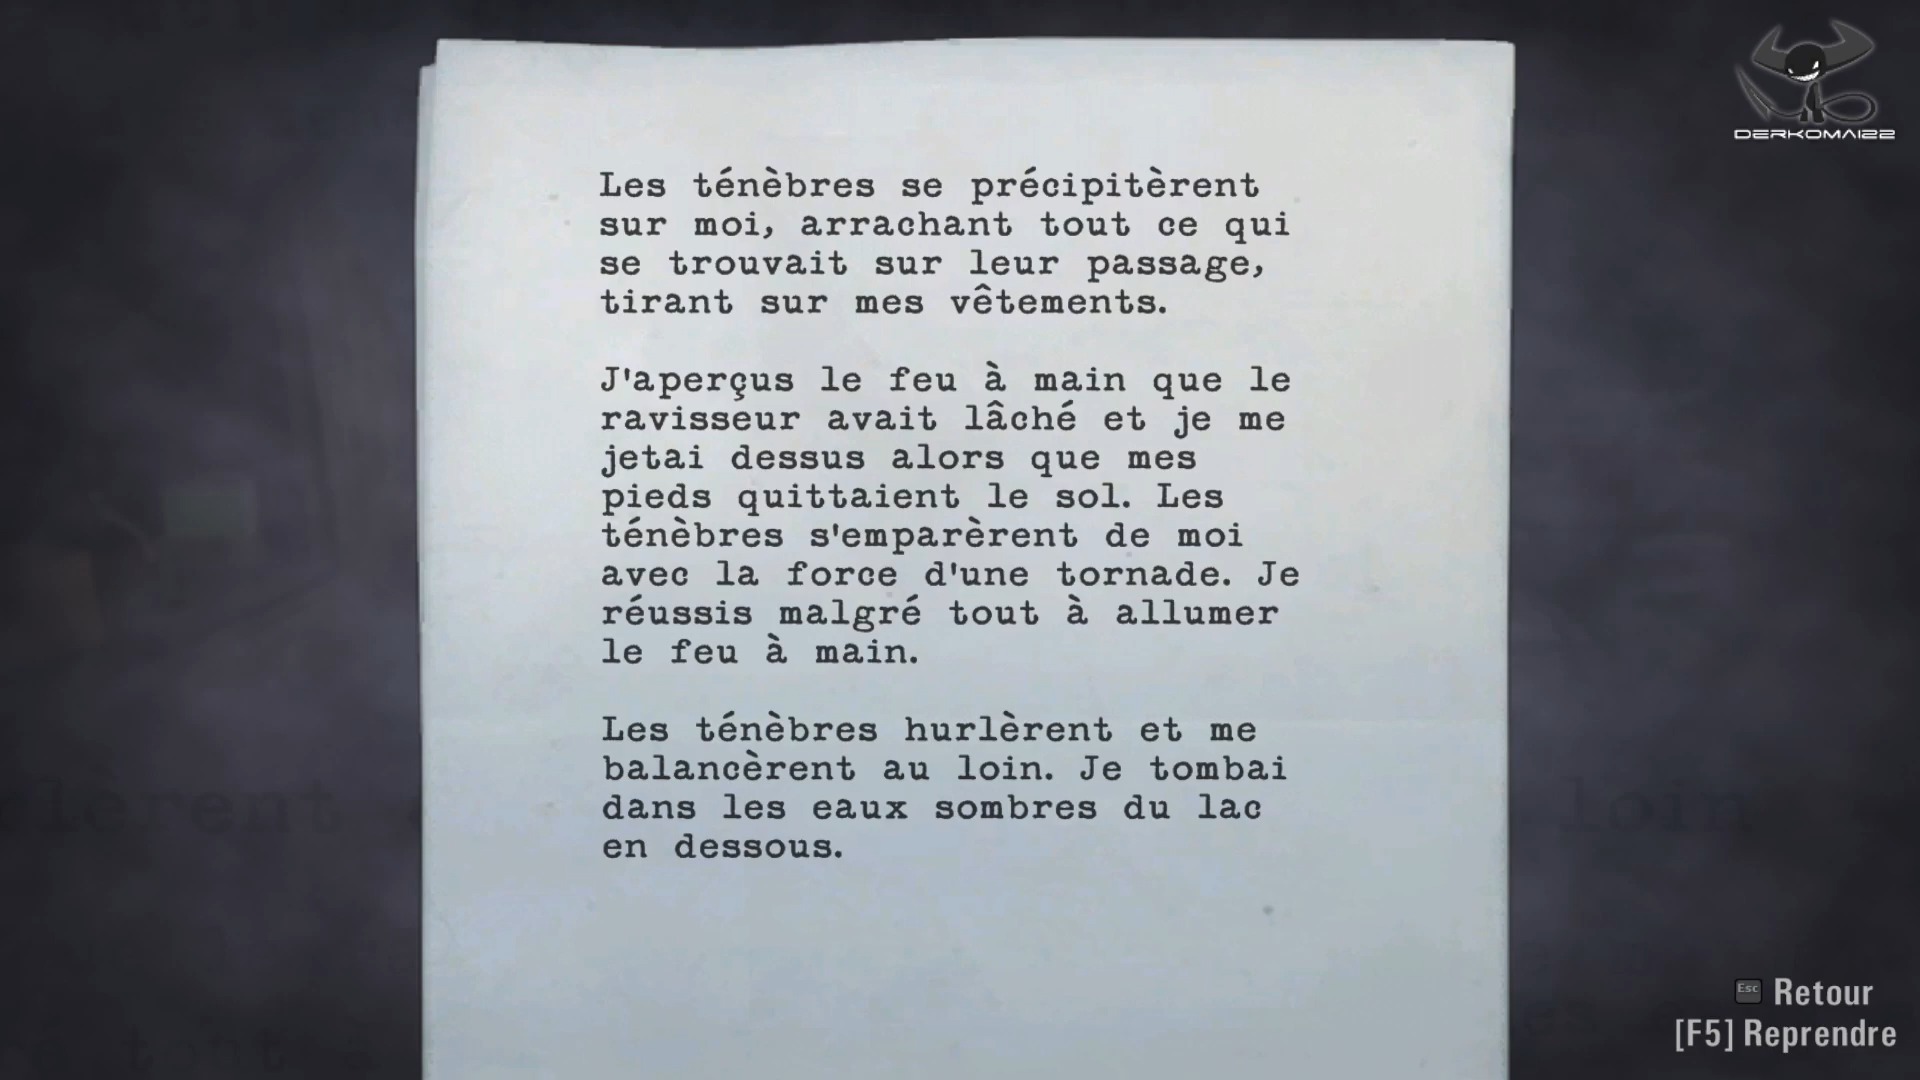 DERKOMAI22
Les ténèbres se précipitèrent
sur moi, arrachant tout ce qui
se trouvait sur leur passage,
tirant sur mes vêtements.
J'aperçus le feu à main que le
ravisseur avait lâché et je me
jetai dessus alors que mes
pieds quittaient le sol. Les
ténèbres s'emparèrent de moi
avec la force d'une tornade. Je
réussis malgré tout à allumer
le feu à main.
Les ténèbres hurlèrent et me
balancèrent au loin. Je tombai
dans les eaux sombres du lac
en dessous.
Esc Retour
[F5] Reprendre